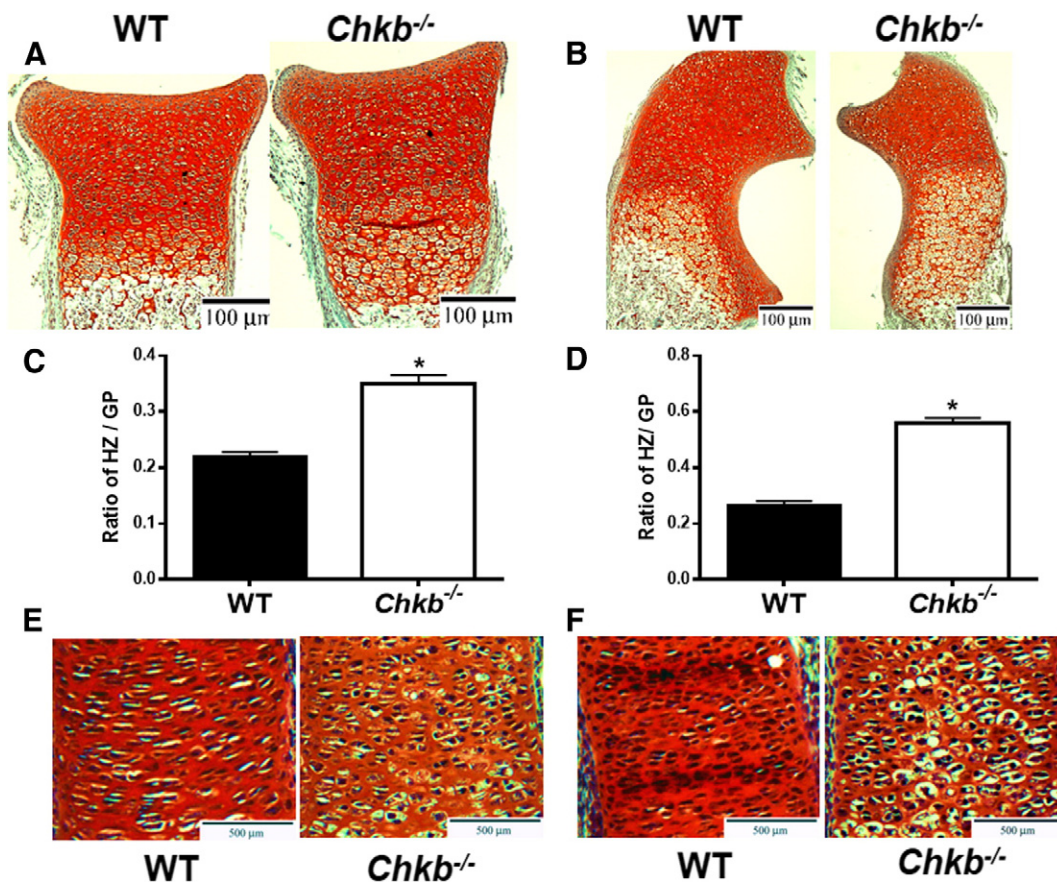 WT Chkb-/- WT Chkb-/-
A B
100 μm 100 μm 100 μm 100 μm
C D
Ratio of HZ / GP
0.4
0.3
0.2
0.1
0.0
*
WT Chkb-/-
Ratio of HZ/ GP
0.8
0.6
0.4
0.2
0.0
*
WT Chkb-/-
E F
500 μm 500 μm 500 μm 500 μm
WT Chkb-/- WT Chkb-/-